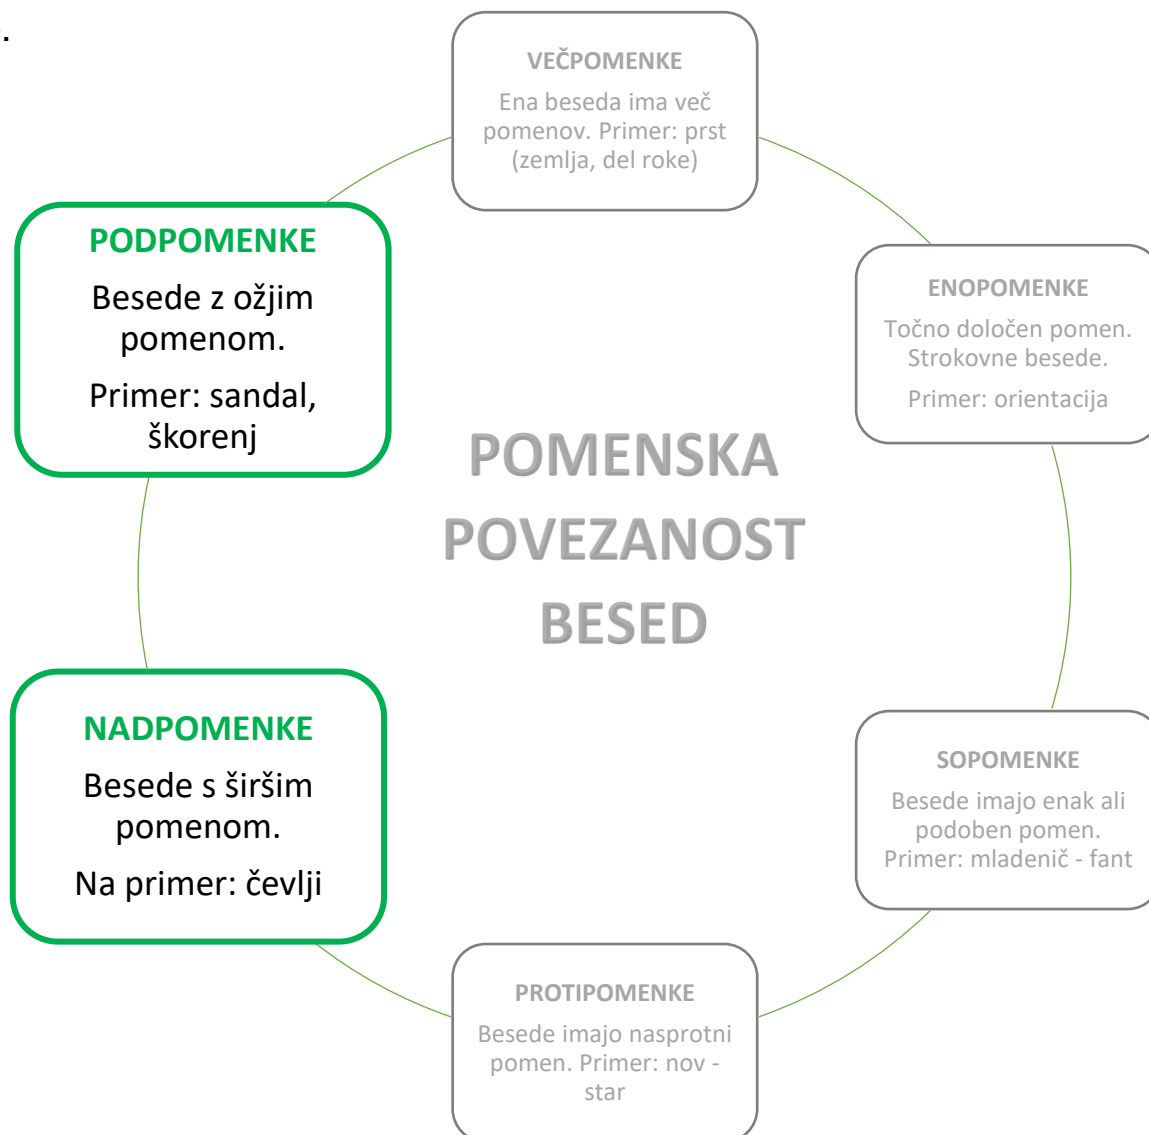 .
VEČPOMENKE
Ena beseda ima več
pomenov. Primer: prst
(zemlja, del roke)
PODPOMENKE
Besede z ožjim
pomenom.
Primer: sandal,
škorenj
ENOPOMENKE
Točno določen pomen.
Strokovne besede.
Primer: orientacija
POMENSKA
POVEZANOST
BESED
NADPOMENKE
Besede s širšim
pomenom.
Na primer: čevlji
SOPOMENKE
Besede imajo enak ali
podoben pomen.
Primer: mladenič - fant
PROTIPOMENKE
Besede imajo nasprotni
pomen. Primer: nov -
star